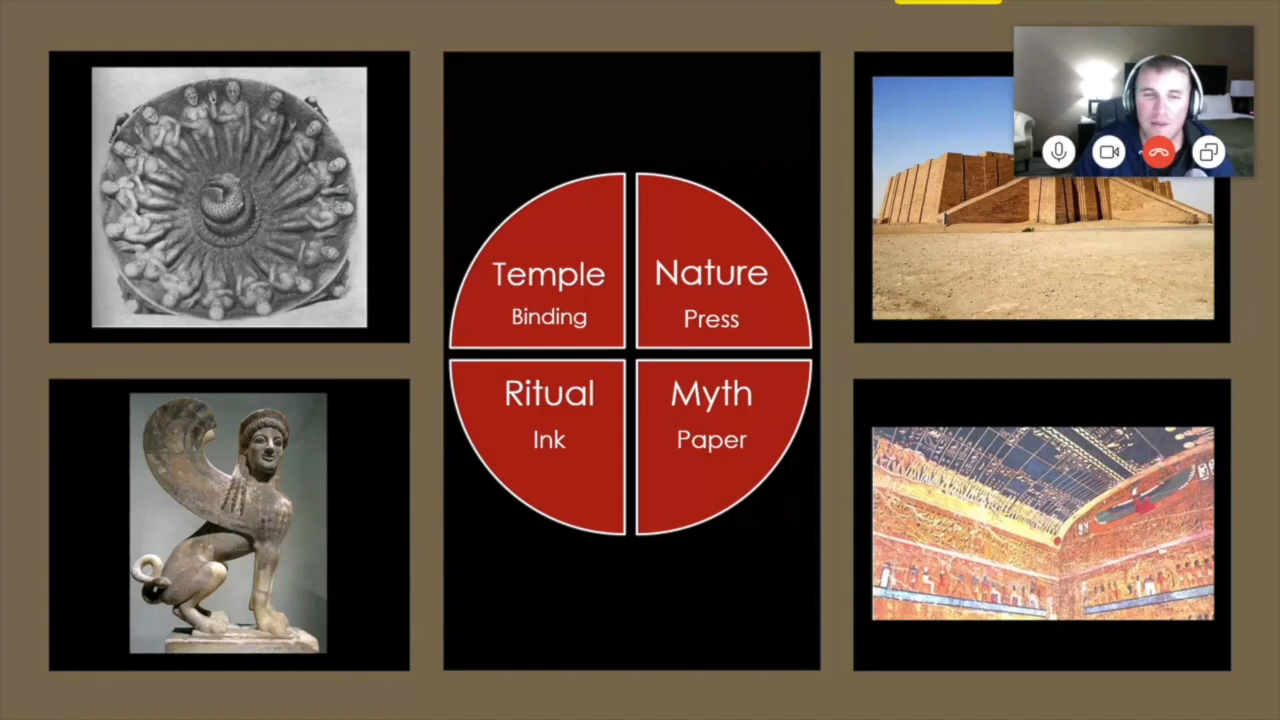 Temple
Binding
Nature
Press
Ritual
Ink
Myth
Paper